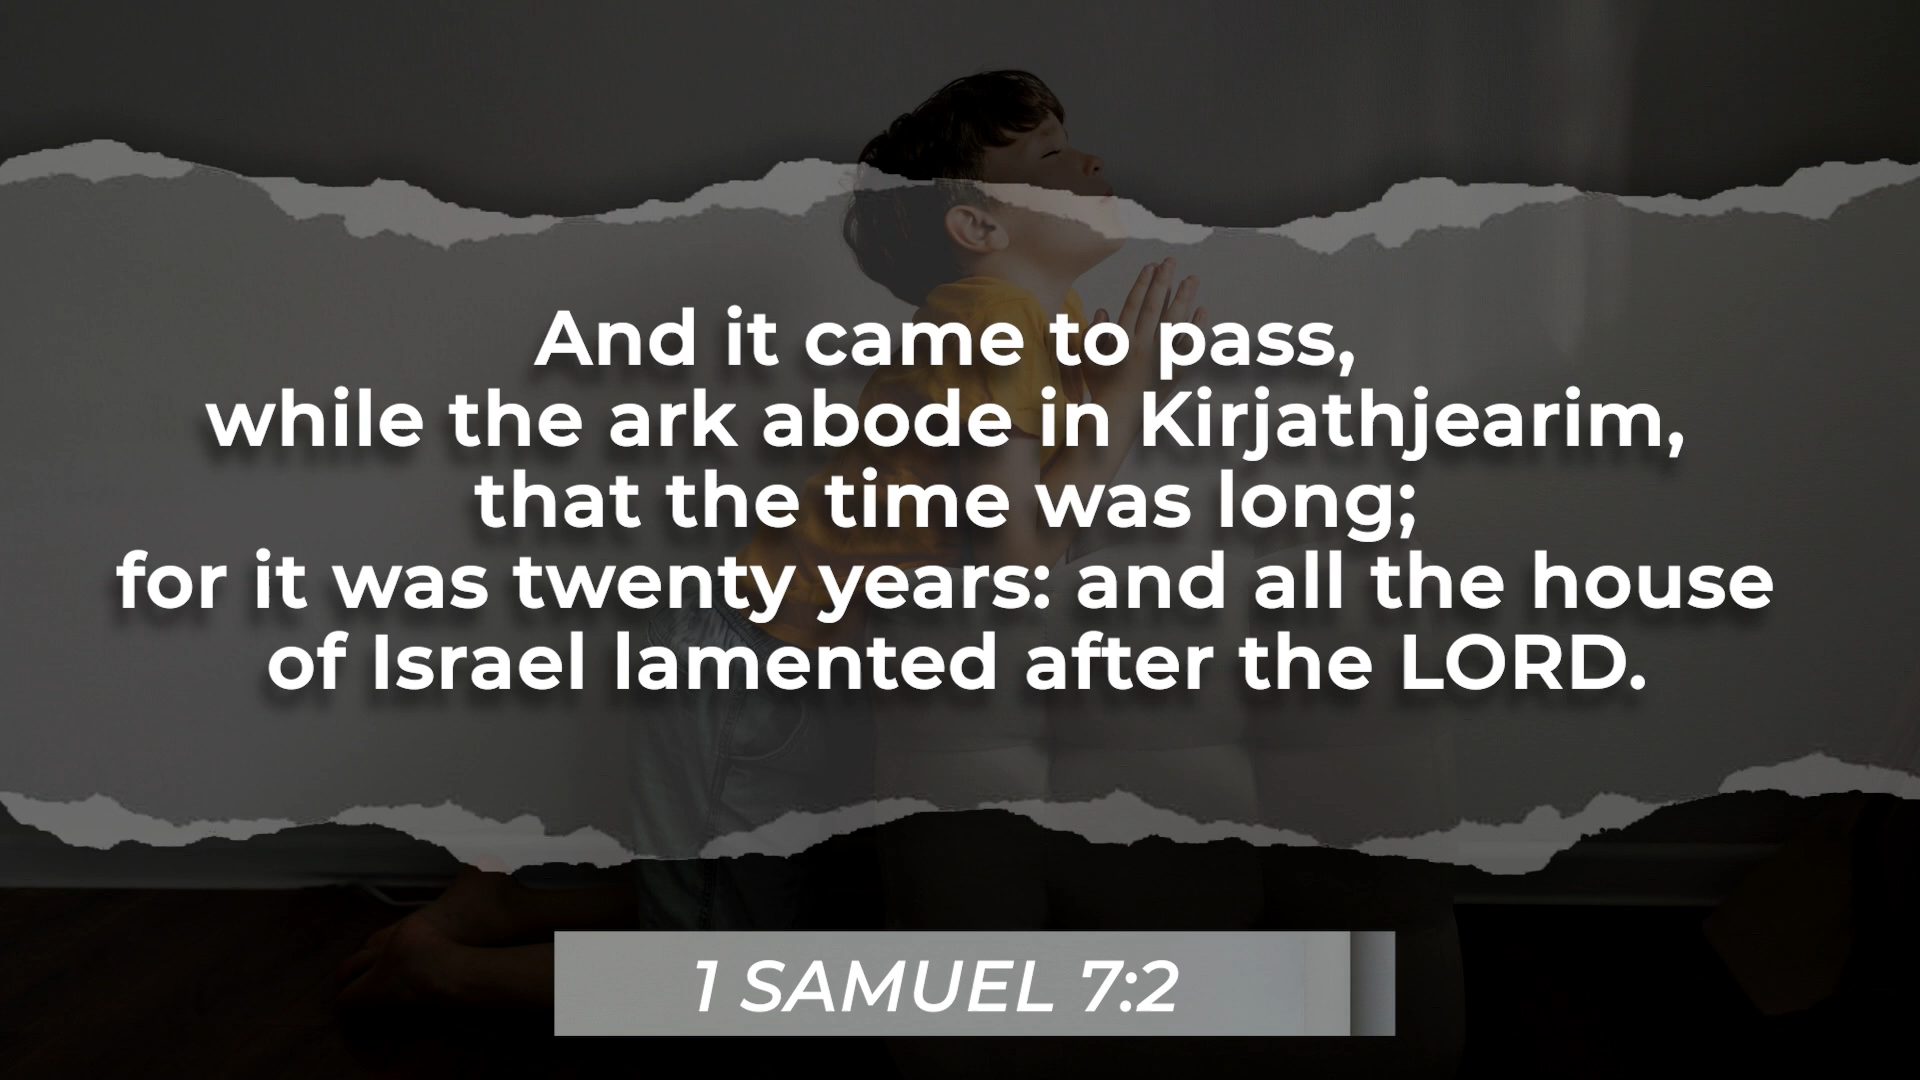 And it came to pass,
while the ark abode in Kirjathjearim,
that the time was long;
for it was twenty years: and all the house
of Israel lamented after the LORD.
1 SAMUEL 7:2